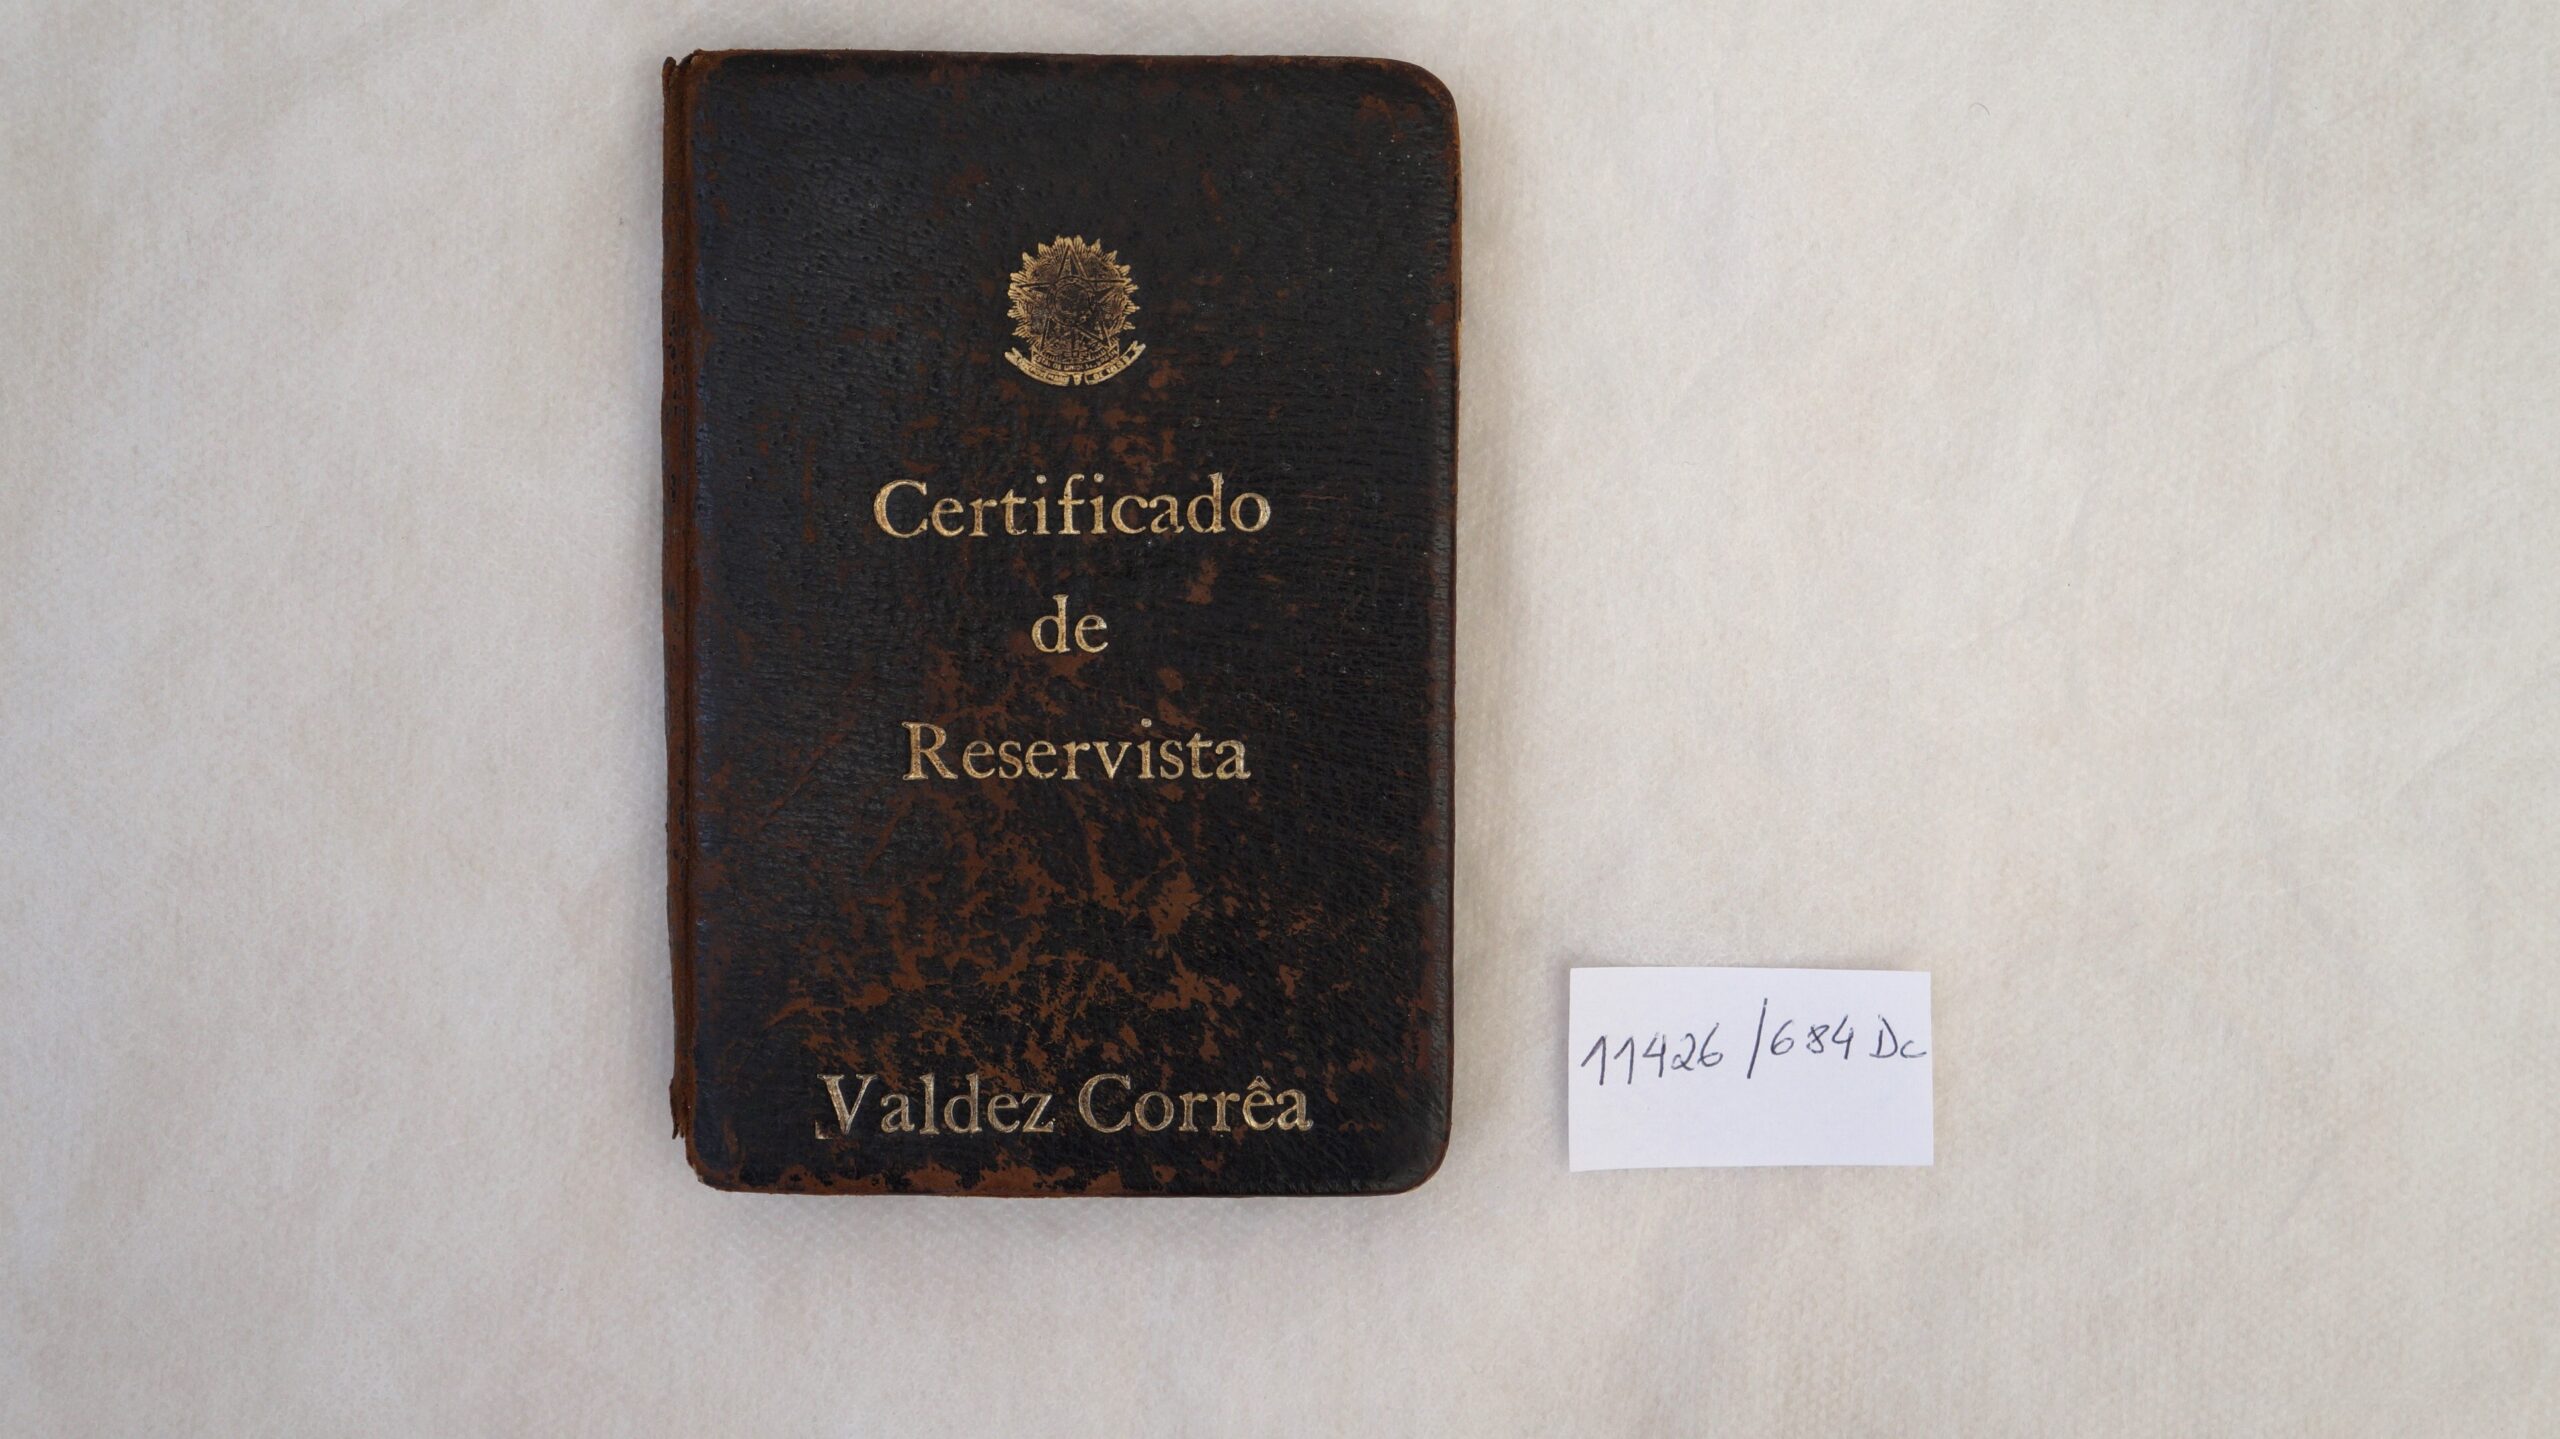 Certificado
de
Reservista
Valdez Corrêa
11426/684 Dc